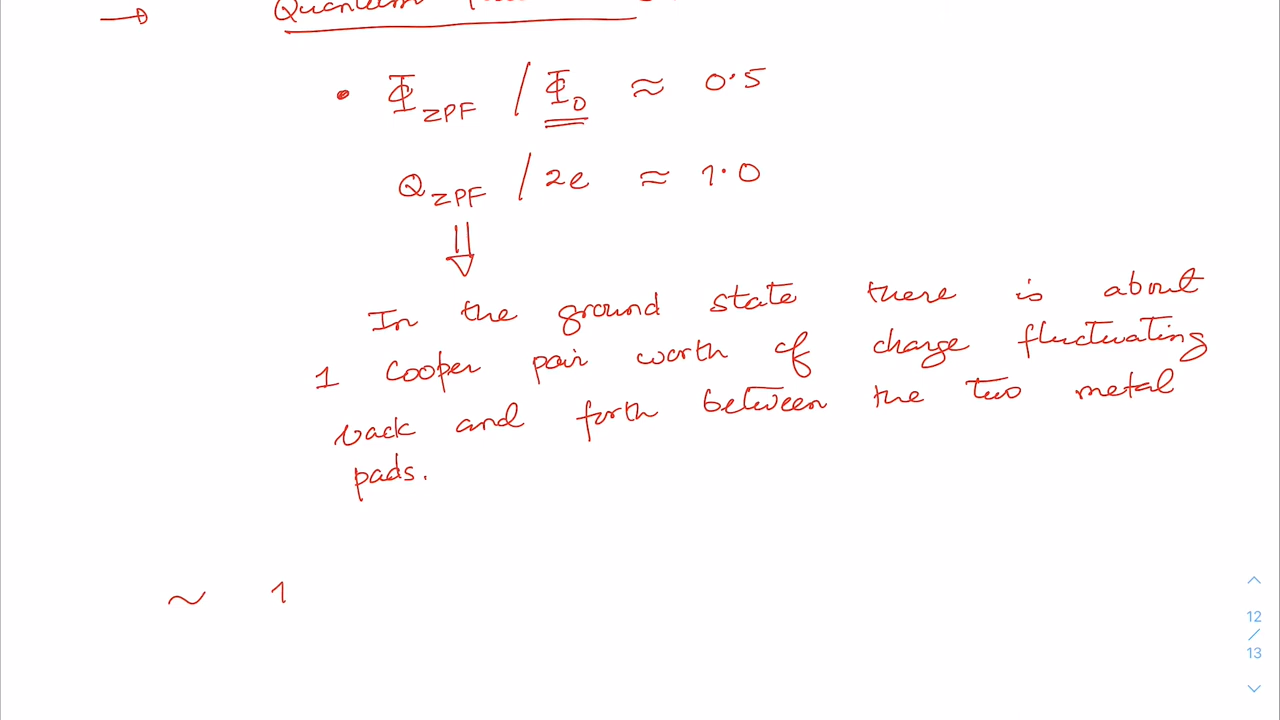 → Quantum
• Φ_ZPF / Φ_0 ≈ 0.5
Q_ZPF / 2e ≈ 1.0
⇓
In the ground state there is about
1 Cooper pair worth of charge fluctuating
back and forth between the two metal
pads.
~ 1
12
/
13